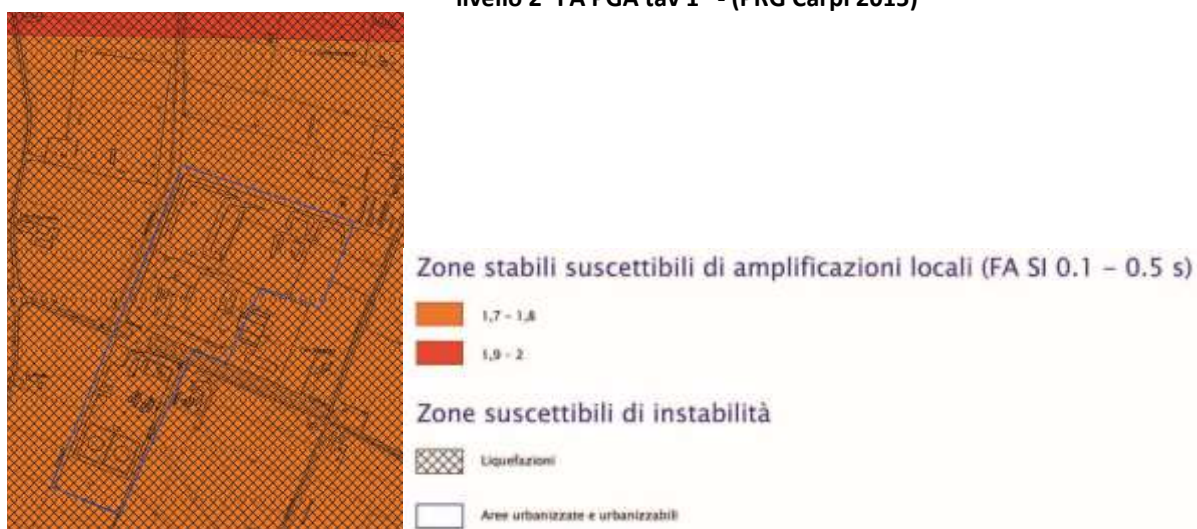 livello 2 FA PGA tav 1 - (PRG Carpi 2015)
Zone stabili suscettibili di amplificazioni locali (FA SI 0.1 - 0.5 s)
1,7 - 1,8
1,9 - 2
Zone suscettibili di instabilità
Liquefazioni
Aree urbanizzate e urbanizzabili